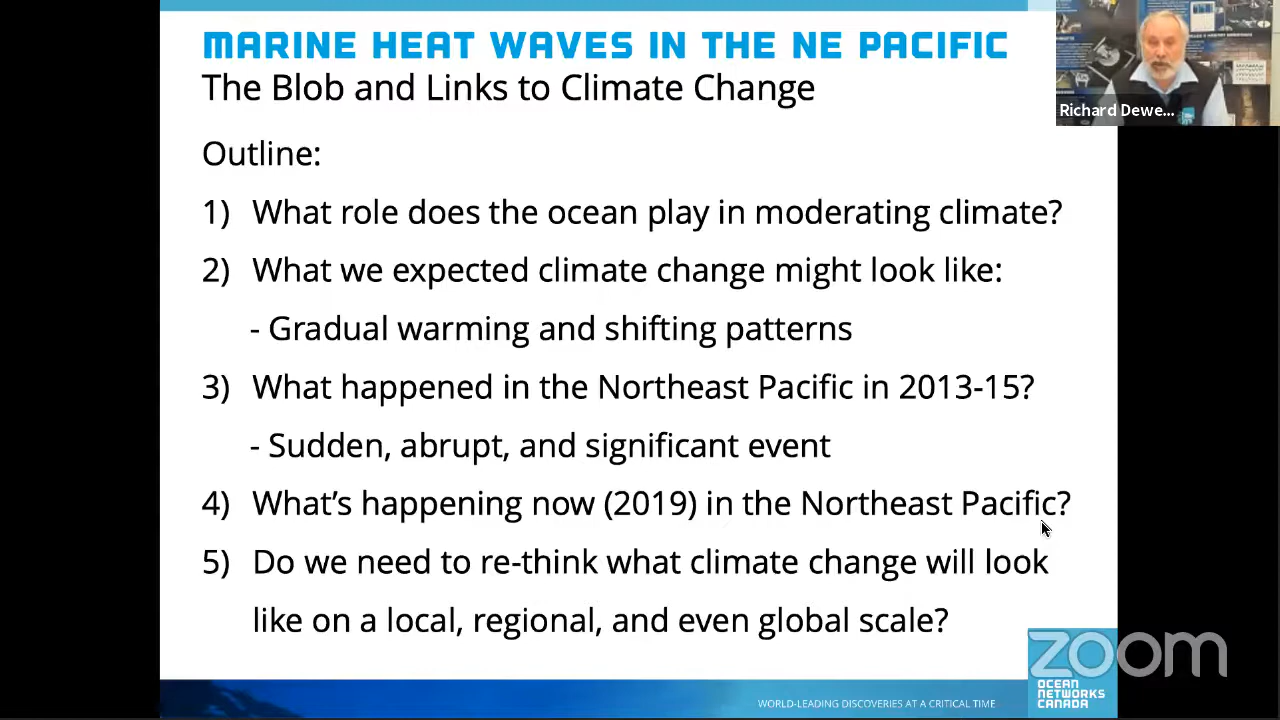 MARINE HEAT WAVES IN THE NE PACIFIC
The Blob and Links to Climate Change
Richard Dewe...
Outline:
1) What role does the ocean play in moderating climate?
2) What we expected climate change might look like:
- Gradual warming and shifting patterns
3) What happened in the Northeast Pacific in 2013-15?
- Sudden, abrupt, and significant event
4) What's happening now (2019) in the Northeast Pacific?
5) Do we need to re-think what climate change will look
like on a local, regional, and even global scale?
zoom
WORLD-LEADING DISCOVERIES AT A CRITICAL TIME
OCEAN
NETWORKS
CANADA